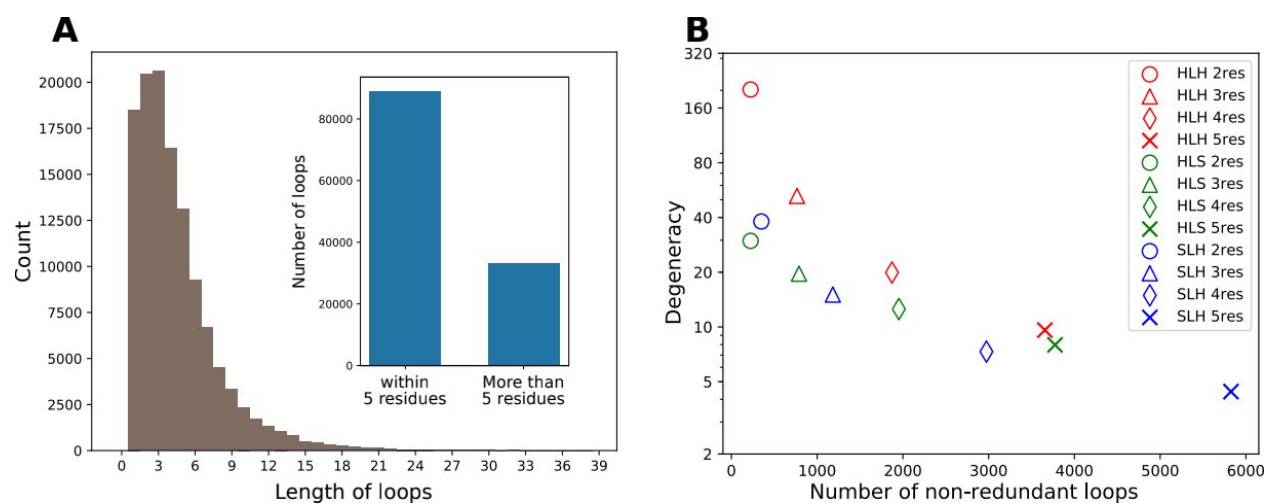 A
20000
17500
15000
12500
10000
7500
5000
2500
0
Count
0 3 6 9 12 15 18 21 24 27 30 33 36 39
Length of loops
80000
60000
40000
20000
0
Number of loops
within
5 residues
More than
5 residues
B
320
160
80
40
20
10
5
2
Degeneracy
0 1000 2000 3000 4000 5000 6000
Number of non-redundant loops
HLH 2res
HLH 3res
HLH 4res
HLH 5res
HLS 2res
HLS 3res
HLS 4res
HLS 5res
SLH 2res
SLH 3res
SLH 4res
SLH 5res